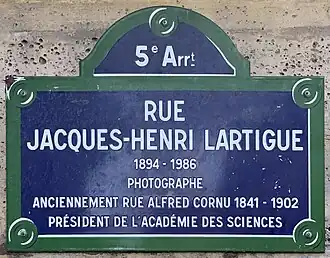 5e Arrt
RUE
JACQUES-HENRI LARTIGUE
1894 - 1986
PHOTOGRAPHE
ANCIENNEMENT RUE ALFRED CORNU 1841 - 1902
PRÉSIDENT DE L'ACADÉMIE DES SCIENCES